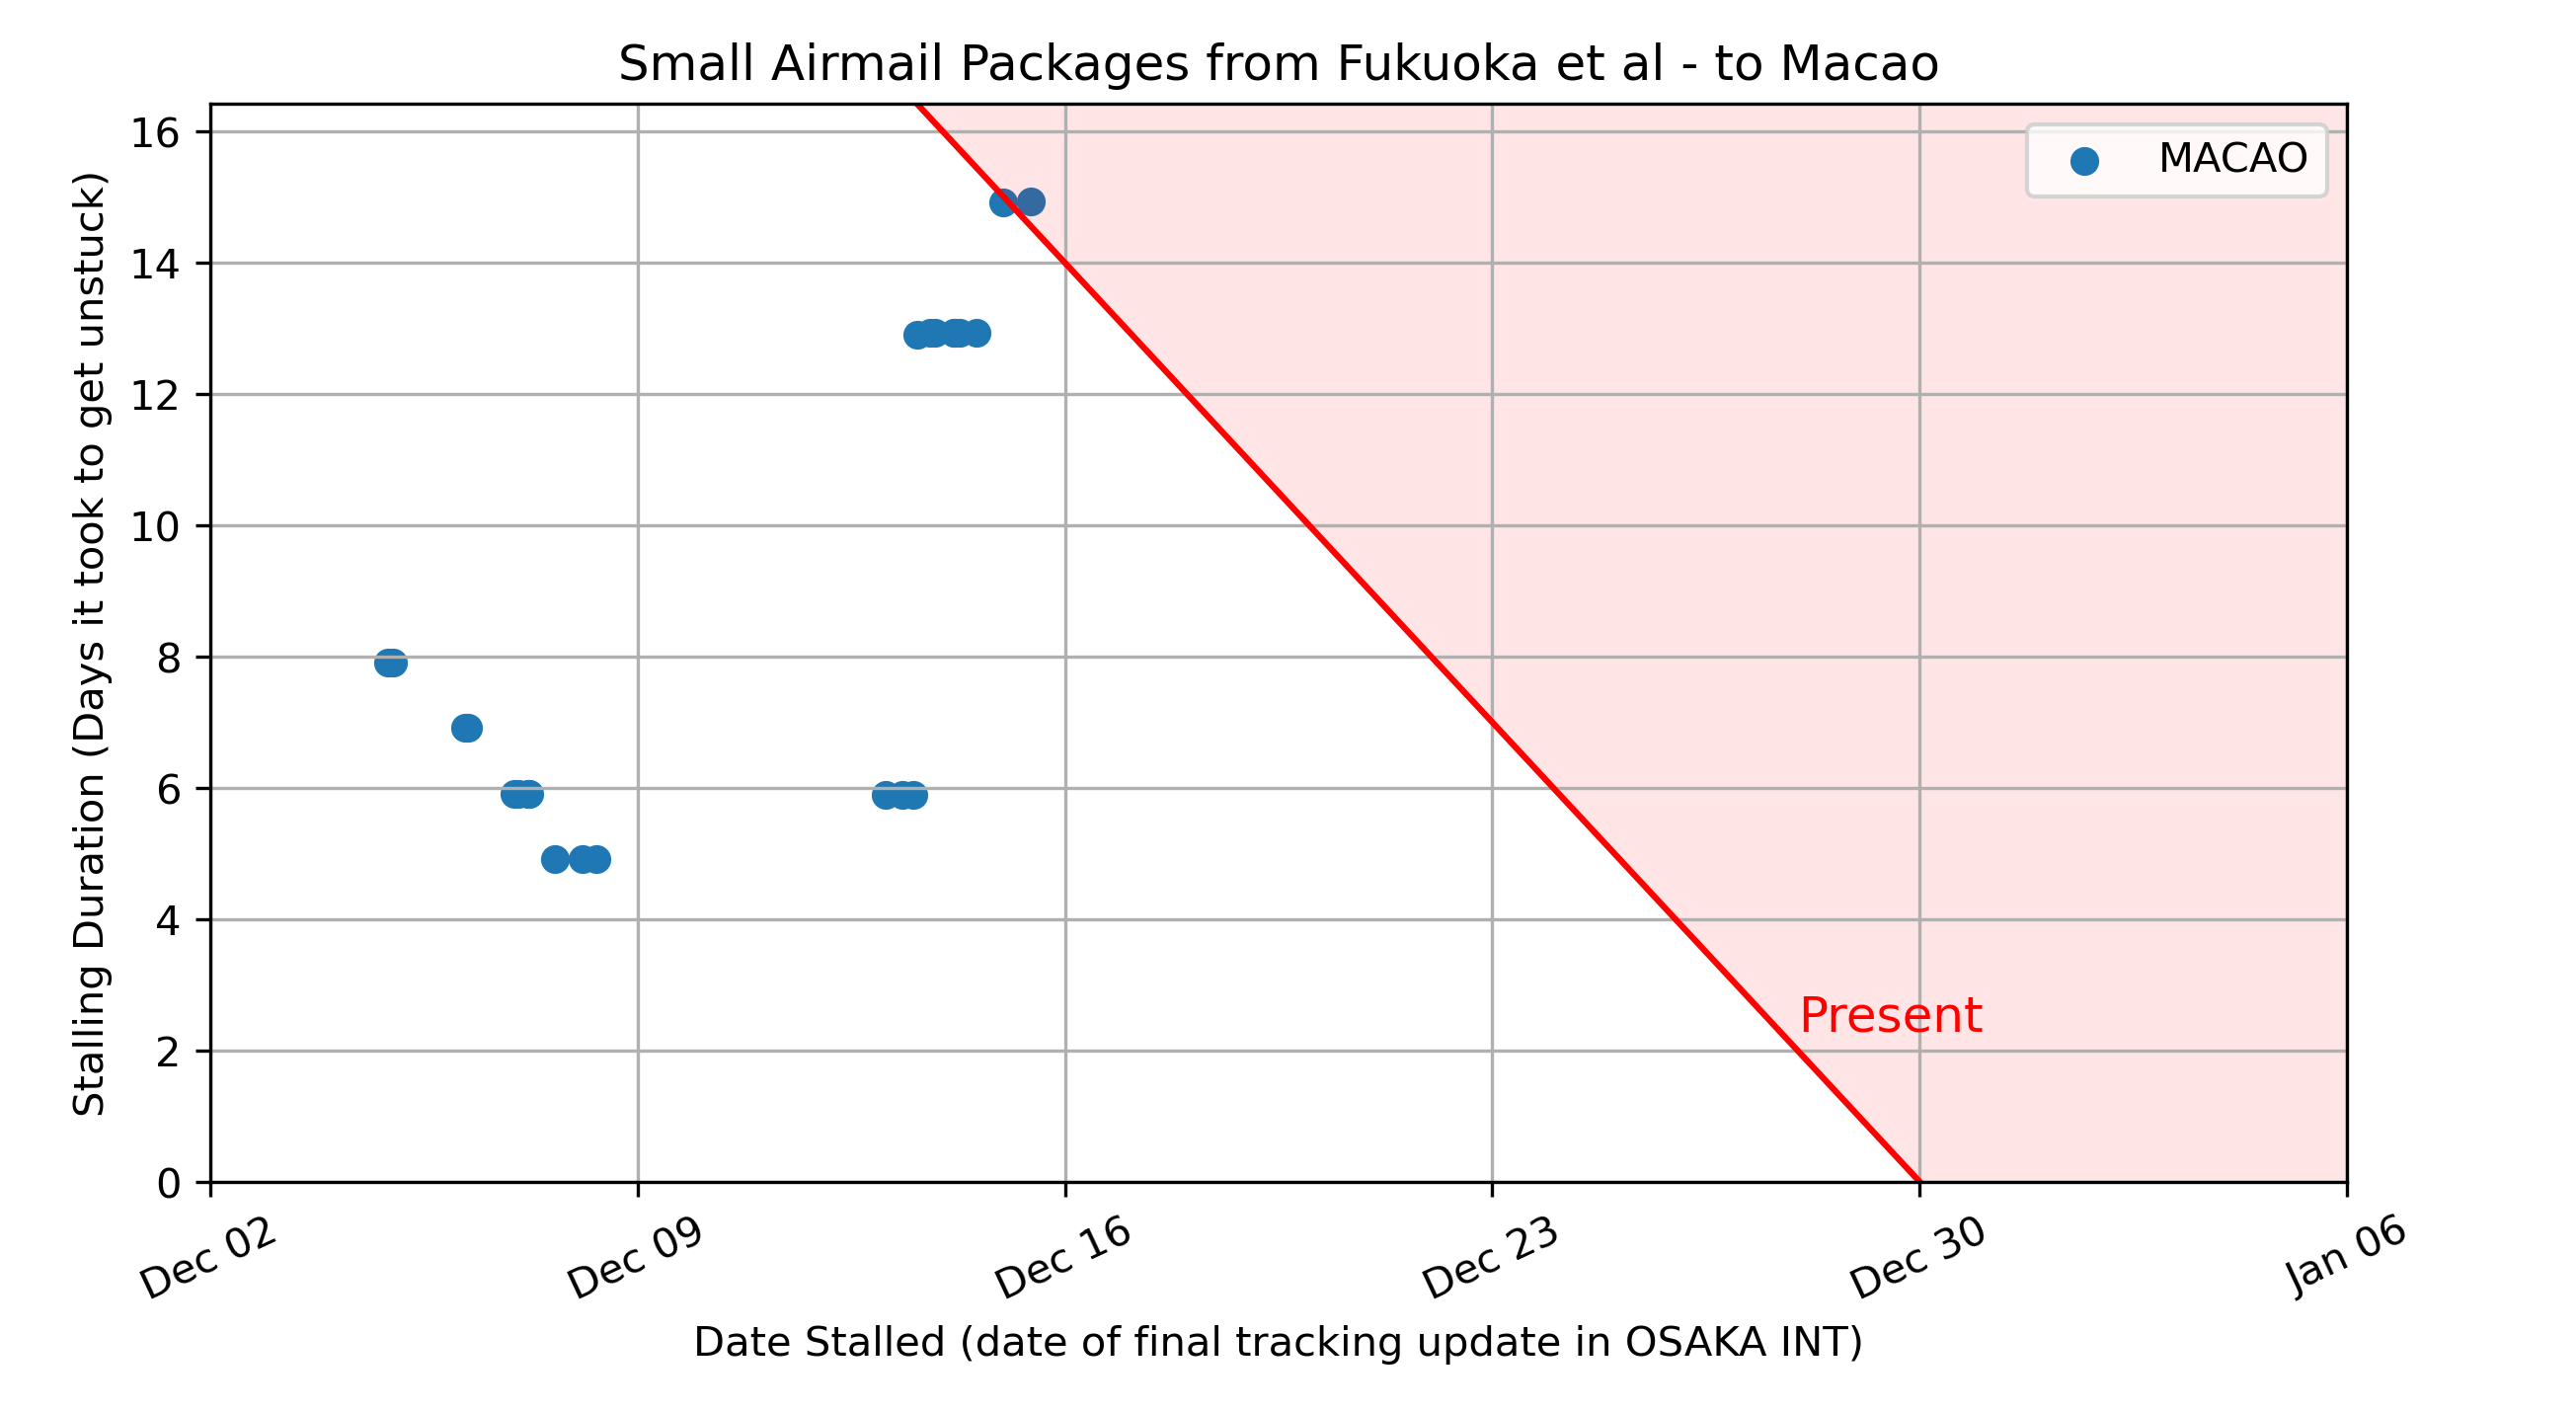 Small Airmail Packages from Fukuoka et al - to Macao
MACAO
Stalling Duration (Days it took to get unstuck)
16
14
12
10
8
6
4
2
0
Present
Dec 02
Dec 09
Dec 16
Dec 23
Dec 30
Jan 06
Date Stalled (date of final tracking update in OSAKA INT)